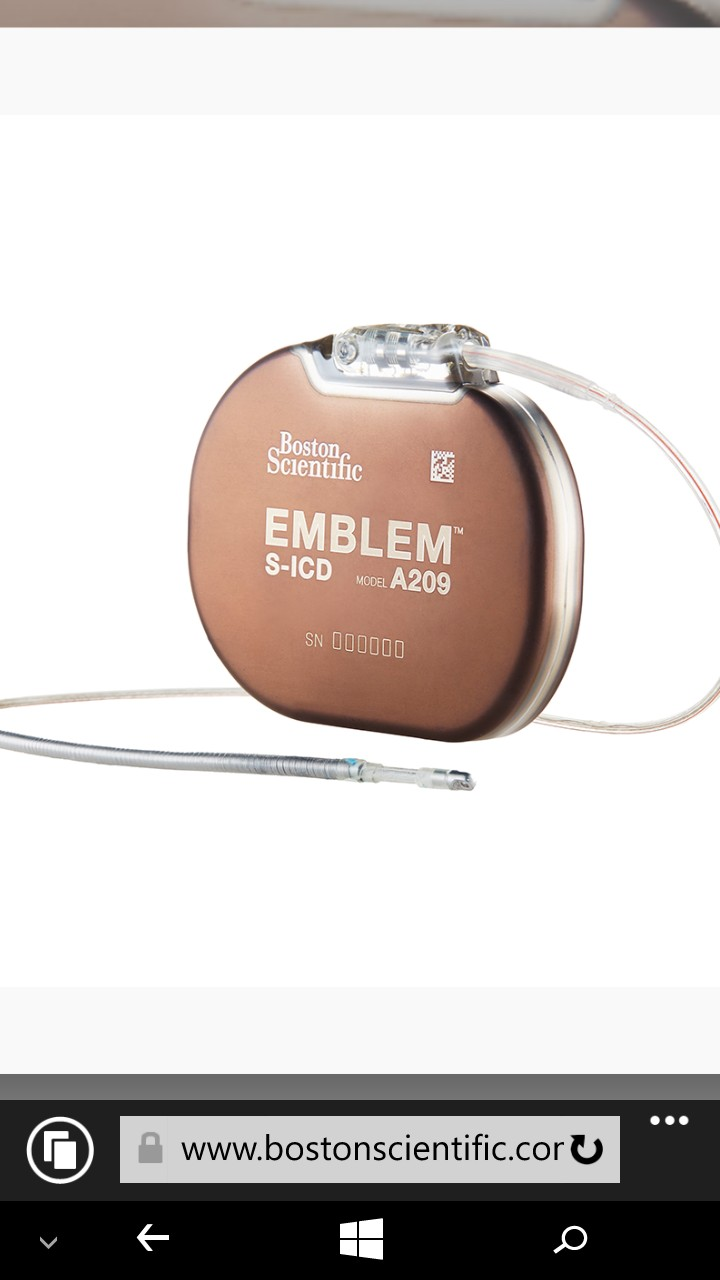 Boston
Scientific
EMBLEM™
S-ICD MODEL A209
SN
www.bostonscientific.cor